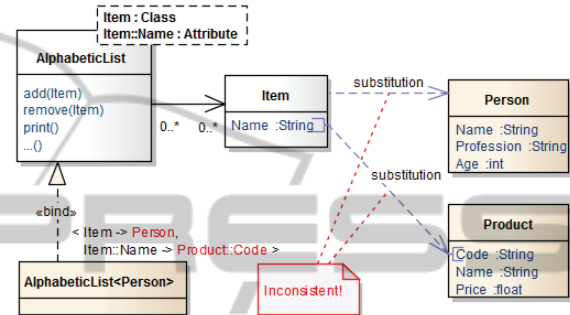 Item : Class
Item::Name : Attribute
AlphabeticList
add(Item)
remove(Item)
print()
...()
0..*
0..*
Item
Name :String
substitution
substitution
Person
Name :String
Profession :String
Age :int
Product
Code :String
Name :String
Price :float
«bind»
< Item -> Person,
Item::Name -> Product::Code >
AlphabeticList<Person>
Inconsistent!
PRESS